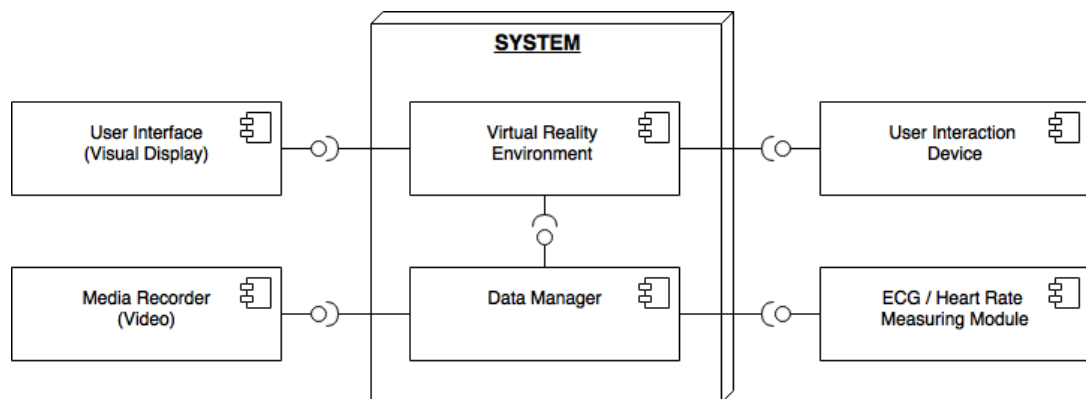 SYSTEM
User Interface
(Visual Display)
Virtual Reality
Environment
User Interaction
Device
Media Recorder
(Video)
Data Manager
ECG / Heart Rate
Measuring Module